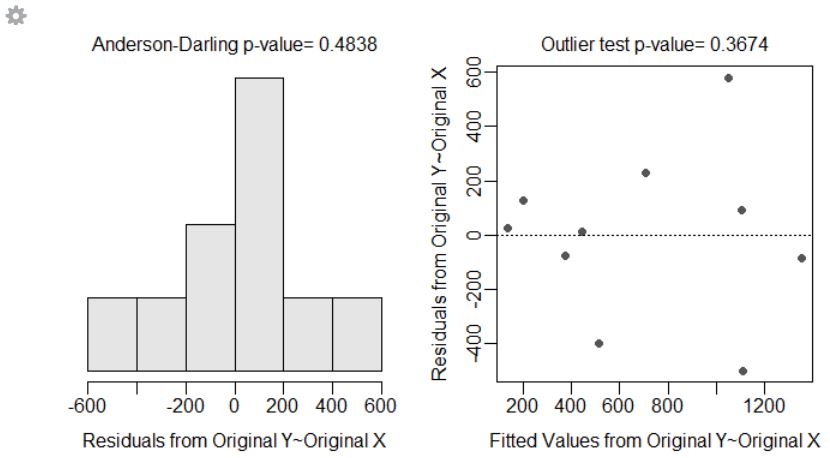 Anderson-Darling p-value= 0.4838
-600 -200 0 200 400 600
Residuals from Original Y~Original X
Outlier test p-value= 0.3674
Residuals from Original Y~Original X
600
400
200
0
-200
-400
200 400 600 800 1200
Fitted Values from Original Y~Original X